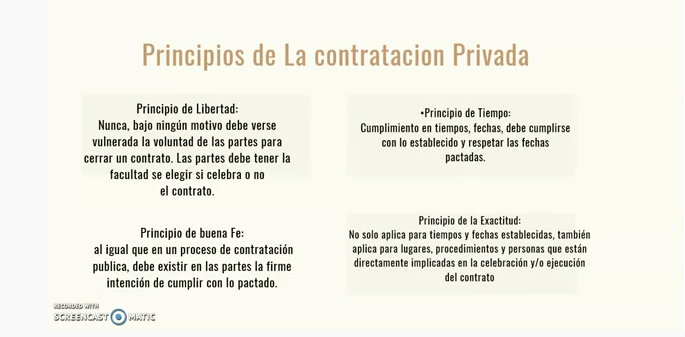 Principios de La contratacion Privada
Principio de Libertad:
Nunca, bajo ningún motivo debe verse
vulnerada la voluntad de las partes para
cerrar un contrato. Las partes debe tener la
facultad se elegir si celebra o no
el contrato.
Principio de buena Fe:
al igual que en un proceso de contratación
publica, debe existir en las partes la firme
intención de cumplir con lo pactado.
•Principio de Tiempo:
Cumplimiento en tiempos, fechas, debe cumplirse
con lo establecido y respetar las fechas
pactadas.
Principio de la Exactitud:
No solo aplica para tiempos y fechas establecidas, también
aplica para lugares, procedimientos y personas que están
directamente implicadas en la celebración y/o ejecución
del contrato
RECORDED WITH
SCREENCAST MATIC